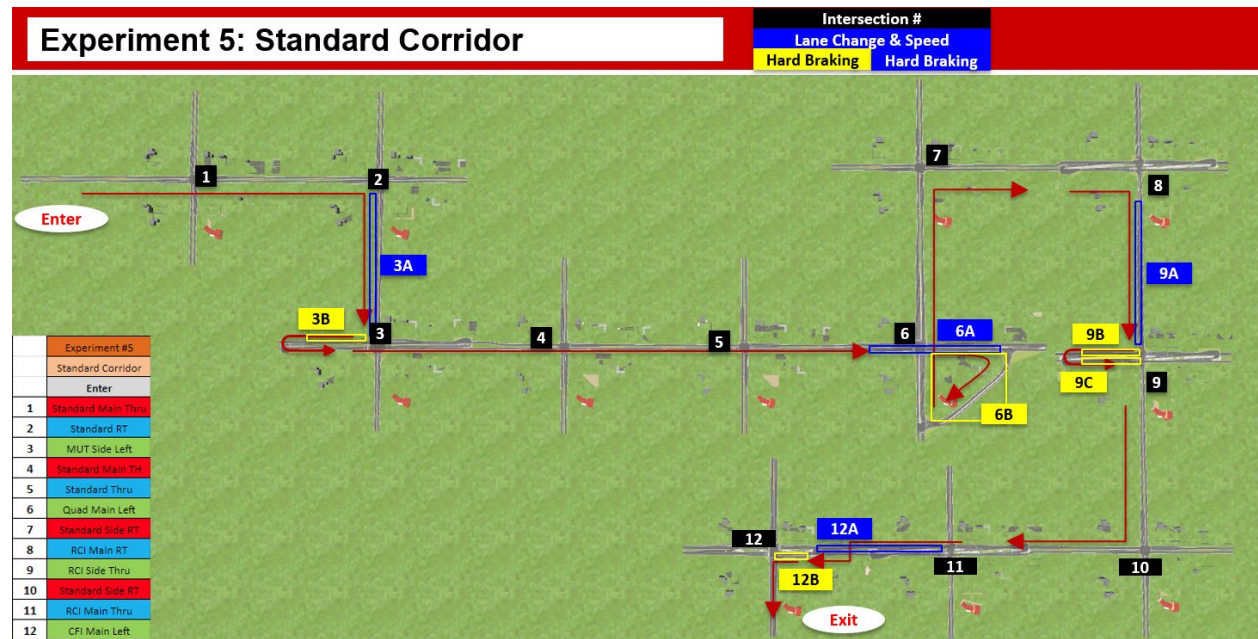 Experiment 5: Standard Corridor
Intersection #
Lane Change & Speed
Hard Braking Hard Braking
1
2
7
8
Enter
3A
9A
3B
3
4
5
6
6A
9B
9C
9
6B
Experiment #5
Standard Corridor
Enter
1 Standard Main Thru
2 Standard RT
3 MUT Side Left
4 Standard Main TH
5 Standard Thru
6 Quad Main Left
7 Standard Side RT
8 RCI Main RT
9 RCI Side Thru
10 Standard Side RT
11 RCI Main Thru
12 CFI Main Left
12
12A
12B
11
10
Exit